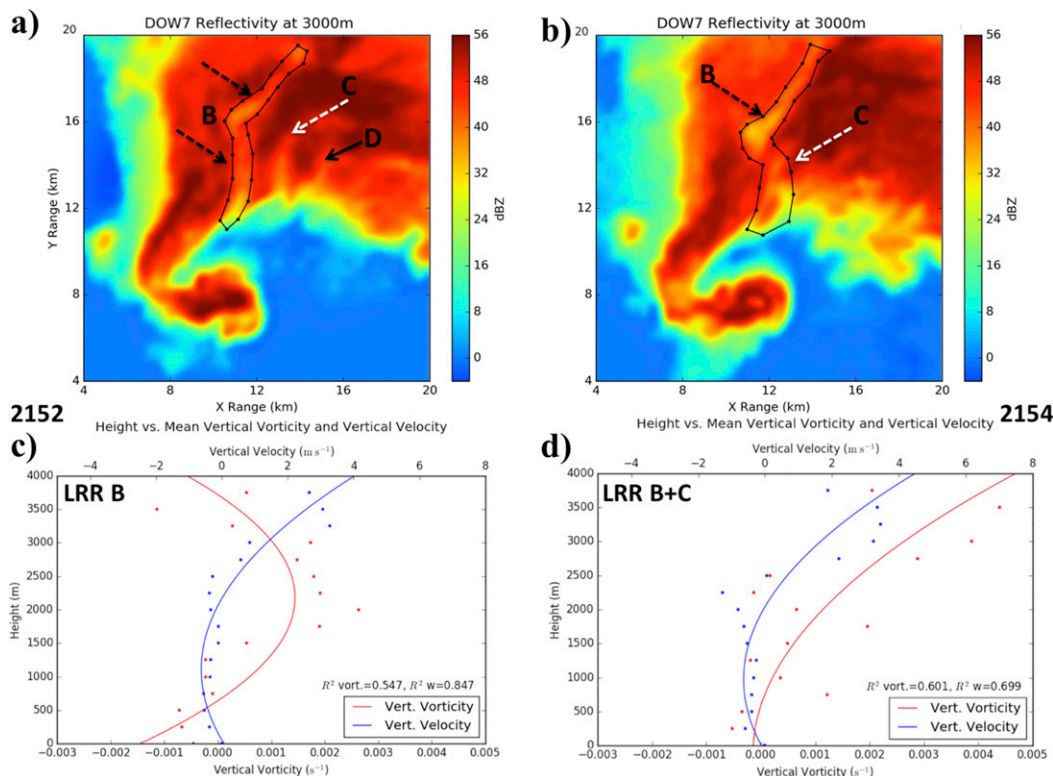 a)
DOW7 Reflectivity at 3000m
20
16
12
8
4
Y Range (km)
4 8 12 16 20
X Range (km)
56
48
40
32
24
16
8
0
dBZ
B
C
D
2152
b)
DOW7 Reflectivity at 3000m
20
16
12
8
4
4 8 12 16 20
X Range (km)
56
48
40
32
24
16
8
0
dBZ
B
C
2154
c)
Height vs. Mean Vertical Vorticity and Vertical Velocity
Vertical Velocity (m s⁻¹)
−4 −2 0 2 4 6 8
LRR B
4000
3500
3000
2500
2000
1500
1000
500
0
Height (m)
R² vort.=0.547, R² w=0.847
Vert. Vorticity
Vert. Velocity
−0.003 −0.002 −0.001 0.000 0.001 0.002 0.003 0.004 0.005
Vertical Vorticity (s⁻¹)
d)
Height vs. Mean Vertical Vorticity and Vertical Velocity
Vertical Velocity (m s⁻¹)
−4 −2 0 2 4 6 8
LRR B+C
4000
3500
3000
2500
2000
1500
1000
500
0
Height (m)
R² vort.=0.601, R² w=0.699
Vert. Vorticity
Vert. Velocity
−0.003 −0.002 −0.001 0.000 0.001 0.002 0.003 0.004 0.005
Vertical Vorticity (s⁻¹)